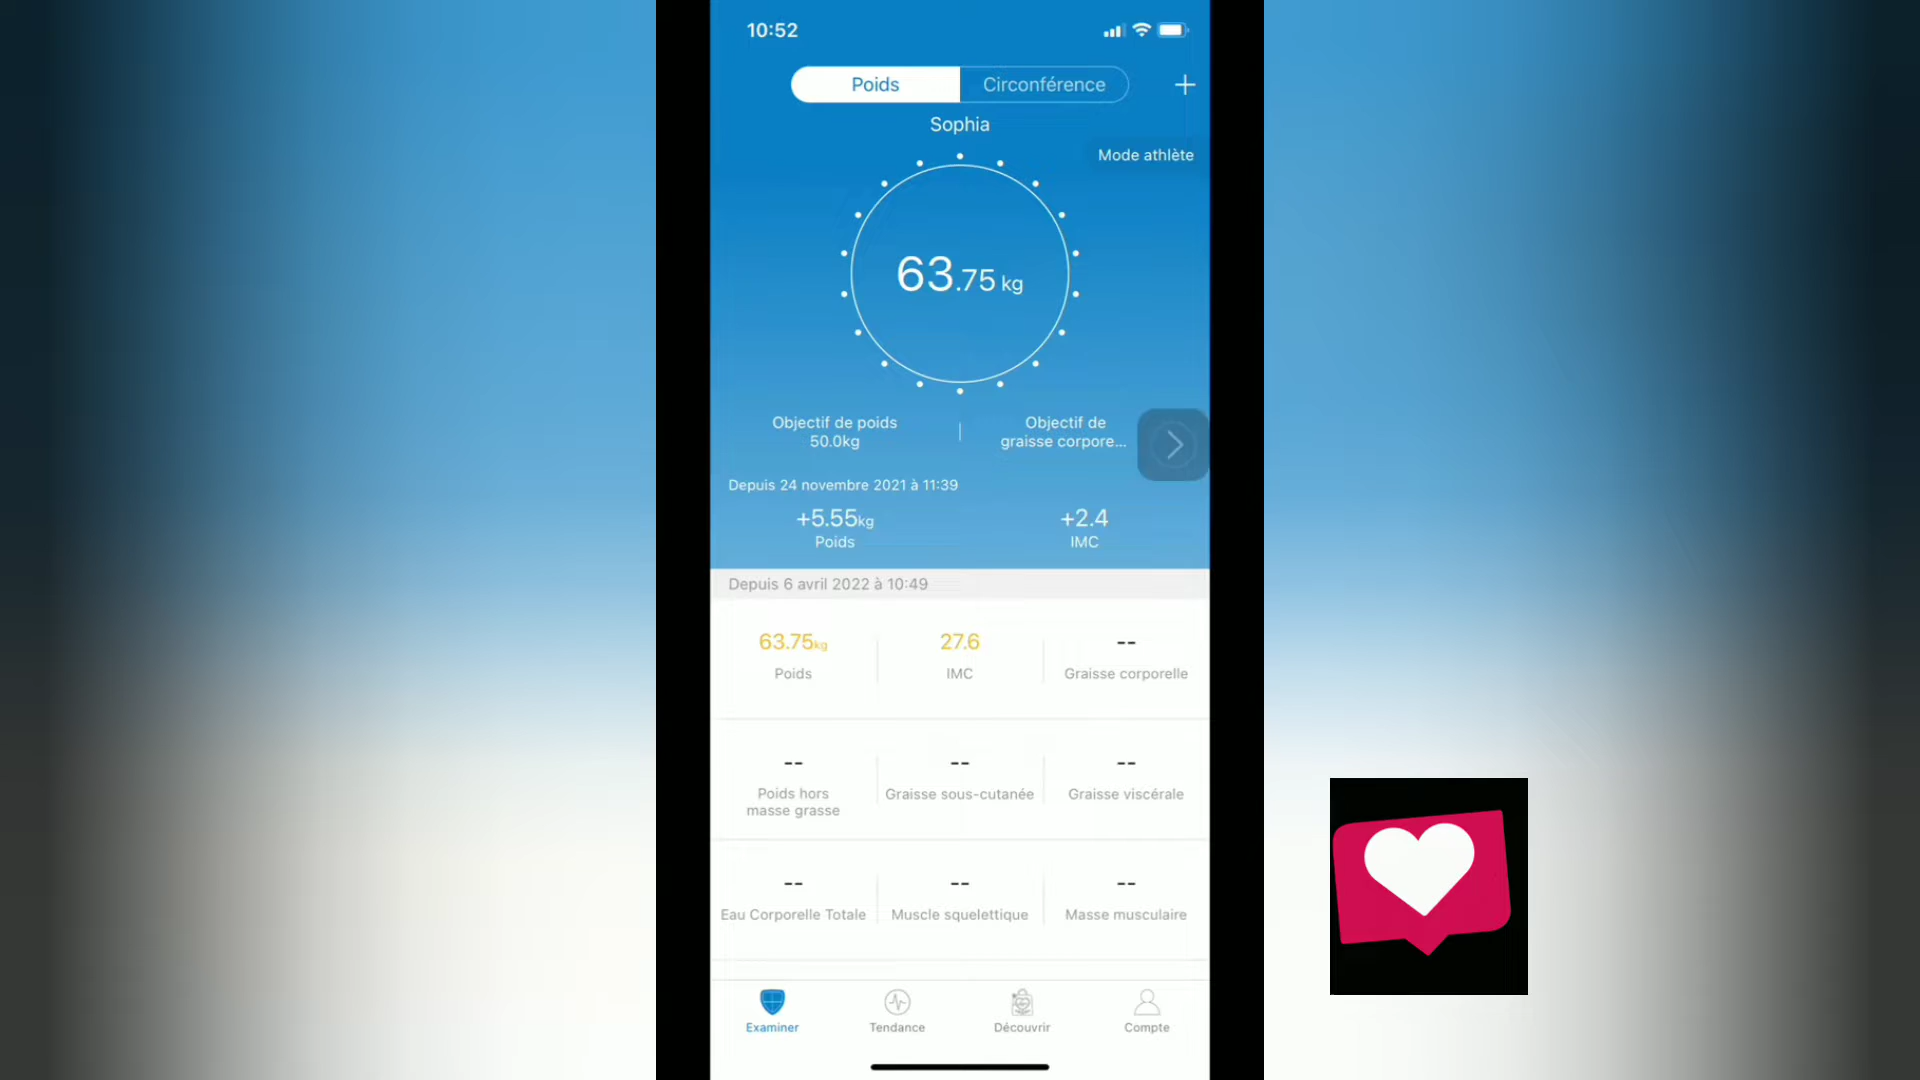 10:52
Poids
Circonférence
+
Sophia
Mode athlète
63.75 kg
Objectif de poids
50.0kg
Objectif de
graisse corpore...
Depuis 24 novembre 2021 à 11:39
+5.55kg
Poids
+2.4
IMC
Depuis 6 avril 2022 à 10:49
63.75kg
Poids
27.6
IMC
--
Graisse corporelle
--
Poids hors
masse grasse
--
Graisse sous-cutanée
--
Graisse viscérale
--
Eau Corporelle Totale
--
Muscle squelettique
--
Masse musculaire
Examiner
Tendance
Découvrir
Compte